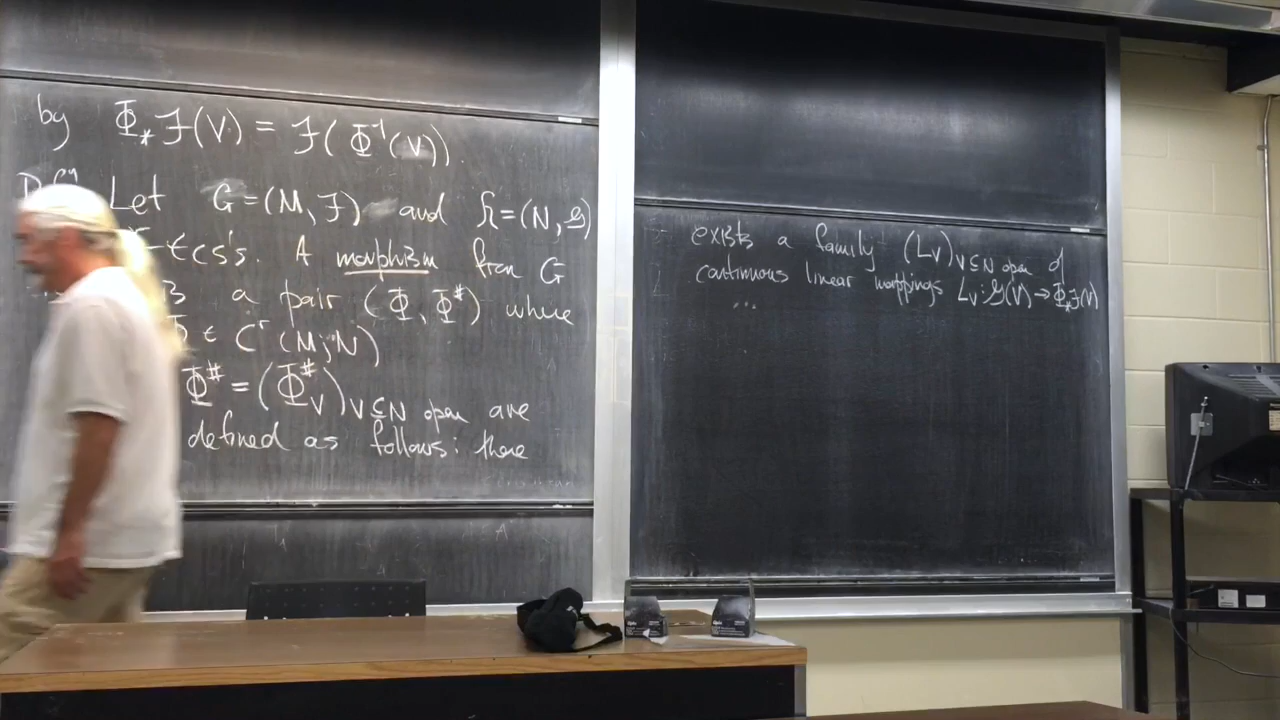 by Φ_* ℱ(V) = ℱ(Φ⁻¹(V)).
Let G=(M,ℱ) and ℌ=(N,𝒢)
tcs's. A morphism from G
a pair (Φ, Φ^#) where
Φ ∈ C^r(M;N)
Φ^# = (Φ^#_V)_{V⊆N open} are
defined as follows: there
exists a family (L_V)_{V⊆N open} of
continuous linear mappings L_V: 𝒢(V) → Φ_*ℱ(V)
...